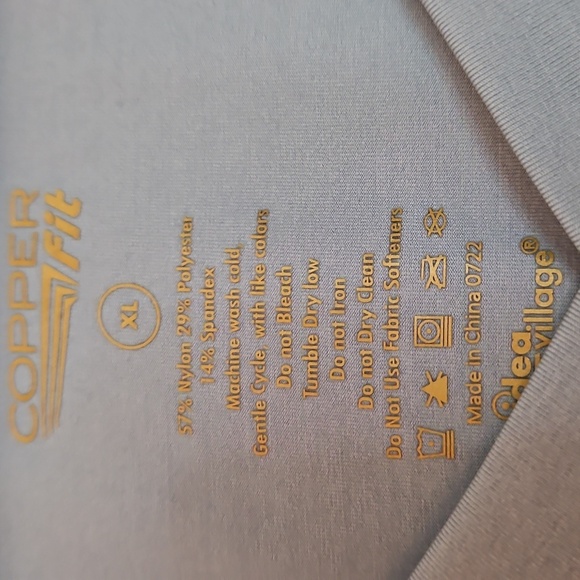 COPPER
Fit
XL
57% Nylon 29% Polyester
14% Spandex
Machine wash cold,
Gentle Cycle with like colors
Do not Bleach
Tumble Dry low
Do not Iron
Do not Dry Clean
Do Not Use Fabric Softeners
Made in China 0722
idea
village®